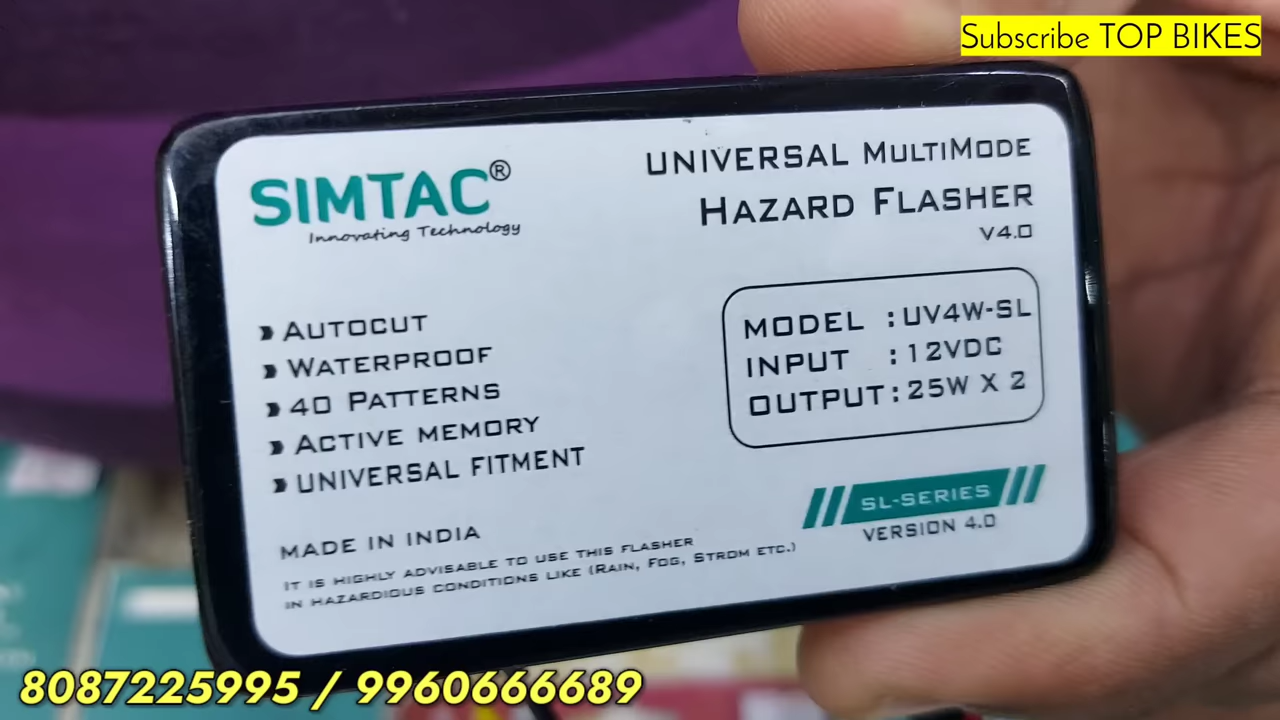 Subscribe TOP BIKES
SIMTAC®
Innovating Technology
UNIVERSAL MULTIMODE
HAZARD FLASHER
V4.0
AUTOCUT
WATERPROOF
40 PATTERNS
ACTIVE MEMORY
UNIVERSAL FITMENT
MODEL : UV4W-SL
INPUT : 12VDC
OUTPUT : 25W X 2
SL-SERIES
VERSION 4.0
MADE IN INDIA
IT IS HIGHLY ADVISABLE TO USE THIS FLASHER
IN HAZARDIOUS CONDITIONS LIKE (RAIN, FOG, STROM ETC.)
8087225995 / 9960666689